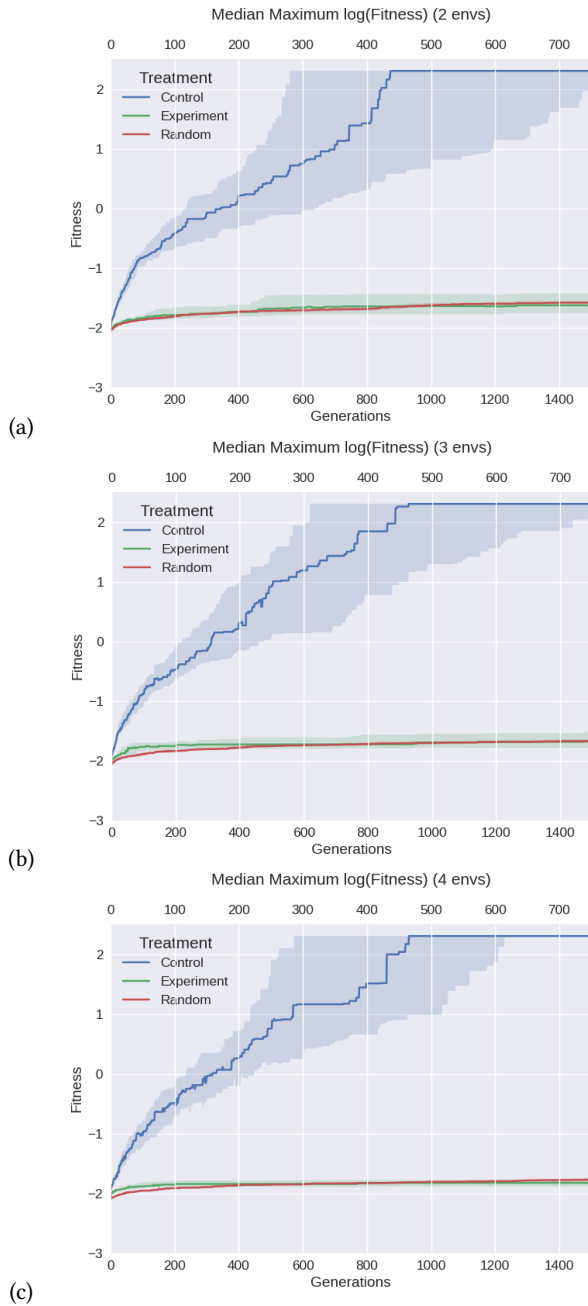 Median Maximum log(Fitness) (2 envs)
0 100 200 300 400 500 600 700
Treatment
Control
Experiment
Random
2
1
0
−1
−2
−3
Fitness
0 200 400 600 800 1000 1200 1400
Generations
(a)
Median Maximum log(Fitness) (3 envs)
0 100 200 300 400 500 600 700
Treatment
Control
Experiment
Random
2
1
0
−1
−2
−3
Fitness
0 200 400 600 800 1000 1200 1400
Generations
(b)
Median Maximum log(Fitness) (4 envs)
0 100 200 300 400 500 600 700
Treatment
Control
Experiment
Random
2
1
0
−1
−2
−3
Fitness
0 200 400 600 800 1000 1200 1400
Generations
(c)